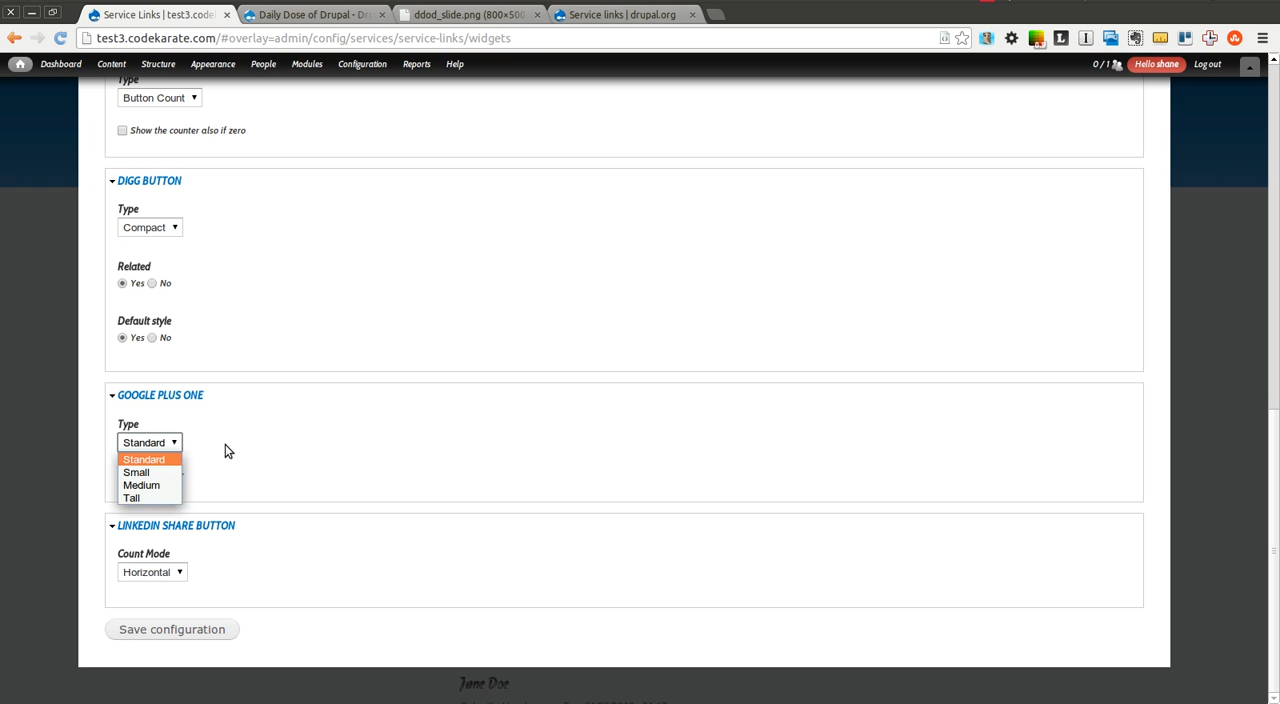 Service Links | test3.codek
Daily Dose of Drupal - Dr
ddod_slide.png (800×500
Service links | drupal.org
test3.codekarate.com/#overlay=admin/config/services/service-links/widgets
Dashboard Content Structure Appearance People Modules Configuration Reports Help 0 / 1 Hello shane Log out
Type
Button Count
Show the counter also if zero
DIGG BUTTON
Type
Compact
Related
Yes No
Default style
Yes No
GOOGLE PLUS ONE
Type
Standard
Standard
Small
Medium
Tall
LINKEDIN SHARE BUTTON
Count Mode
Horizontal
Save configuration
Jane Doe